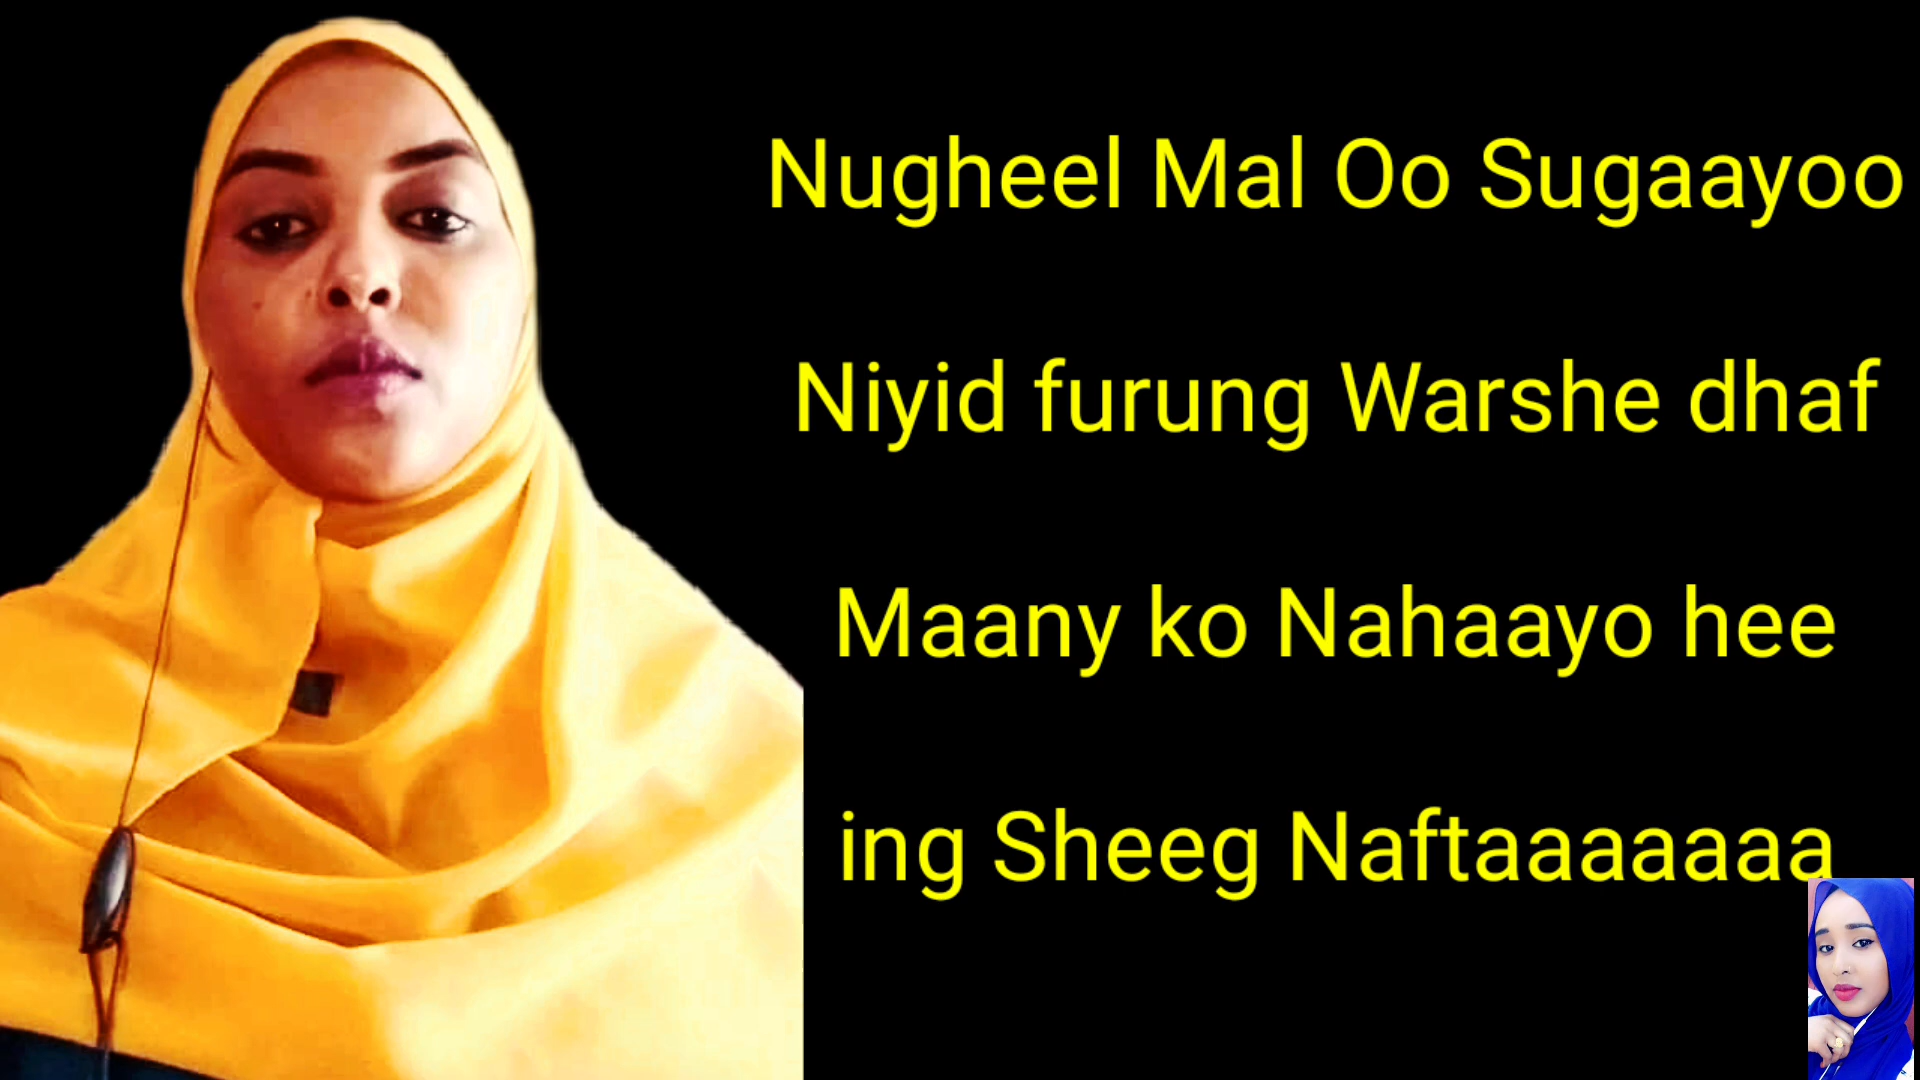 Nugheel Mal Oo Sugaayoo
Niyid furung Warshe dhaf
Maany ko Nahaayo hee
ing Sheeg Naftaaaaaaa